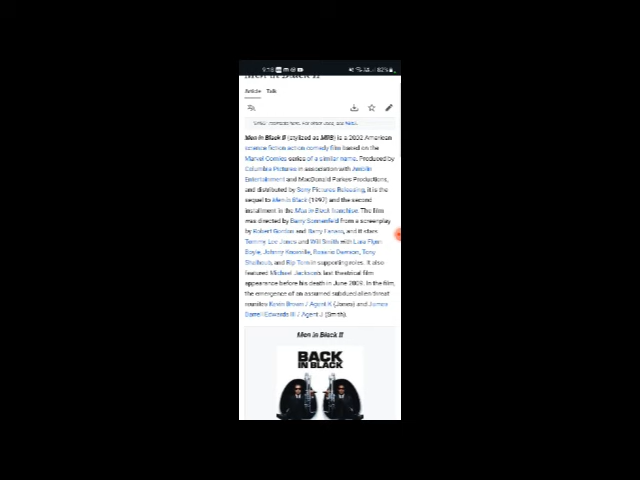 Men in Black II
Article Talk
Men in Black II (stylized as MIIB) is a 2002 American
science fiction action comedy film based on the
Marvel Comics series of a similar name. Produced by
Columbia Pictures in association with Amblin
Entertainment and MacDonald Parkes Productions,
and distributed by Sony Pictures Releasing, it is the
sequel to Men in Black (1997) and the second
installment in the Men in Black franchise. The film
was directed by Barry Sonnenfeld from a screenplay
by Robert Gordon and Barry Fanaro, and it stars
Tommy Lee Jones and Will Smith with Lara Flynn
Boyle, Johnny Knoxville, Rosario Dawson, Tony
Shalhoub, and Rip Torn in supporting roles. It also
featured Michael Jackson's last theatrical film
appearance before his death in June 2009. In the film,
the emergence of an assumed subdued alien threat
reunites Kevin Brown / Agent K (Jones) and James
Darrell Edwards III / Agent J (Smith).
Men in Black II
BACK
IN BLACK